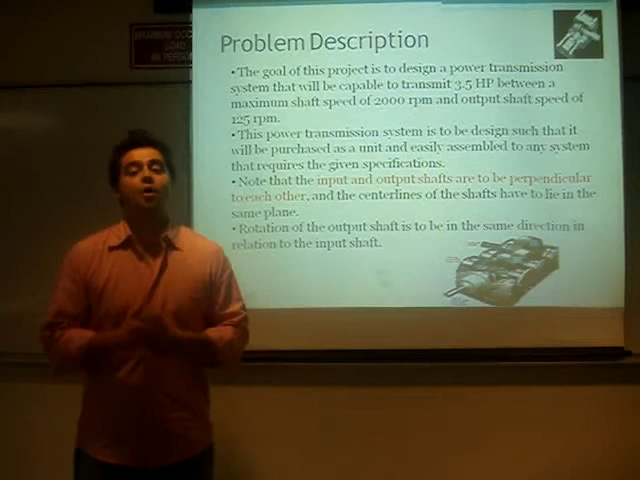 MAXIMUM OCC
LOAD
Problem Description
• The goal of this project is to design a power transmission
system that will be capable to transmit 3.5 HP between a
maximum shaft speed of 2000 rpm and output shaft speed of
125 rpm.
• This power transmission system is to be design such that it
will be purchased as a unit and easily assembled to any system
that requires the given specifications.
• Note that the input and output shafts are to be perpendicular
to each other, and the centerlines of the shafts have to lie in the
same plane.
• Rotation of the output shaft is to be in the same direction in
relation to the input shaft.